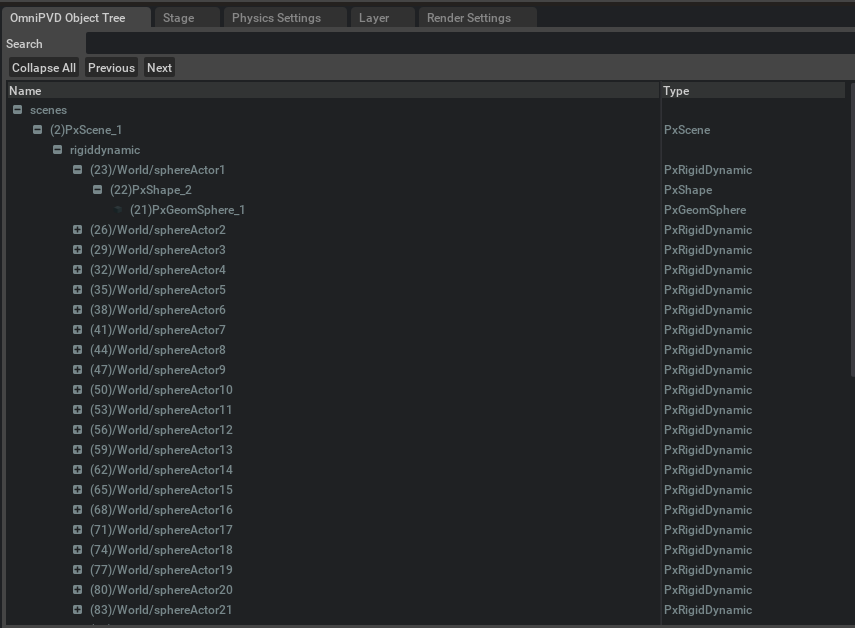 OmniPVD Object Tree Stage Physics Settings Layer Render Settings
Search
Collapse All Previous Next
Name Type
scenes
(2)PxScene_1 PxScene
rigiddynamic
(23)/World/sphereActor1 PxRigidDynamic
(22)PxShape_2 PxShape
(21)PxGeomSphere_1 PxGeomSphere
(26)/World/sphereActor2 PxRigidDynamic
(29)/World/sphereActor3 PxRigidDynamic
(32)/World/sphereActor4 PxRigidDynamic
(35)/World/sphereActor5 PxRigidDynamic
(38)/World/sphereActor6 PxRigidDynamic
(41)/World/sphereActor7 PxRigidDynamic
(44)/World/sphereActor8 PxRigidDynamic
(47)/World/sphereActor9 PxRigidDynamic
(50)/World/sphereActor10 PxRigidDynamic
(53)/World/sphereActor11 PxRigidDynamic
(56)/World/sphereActor12 PxRigidDynamic
(59)/World/sphereActor13 PxRigidDynamic
(62)/World/sphereActor14 PxRigidDynamic
(65)/World/sphereActor15 PxRigidDynamic
(68)/World/sphereActor16 PxRigidDynamic
(71)/World/sphereActor17 PxRigidDynamic
(74)/World/sphereActor18 PxRigidDynamic
(77)/World/sphereActor19 PxRigidDynamic
(80)/World/sphereActor20 PxRigidDynamic
(83)/World/sphereActor21 PxRigidDynamic